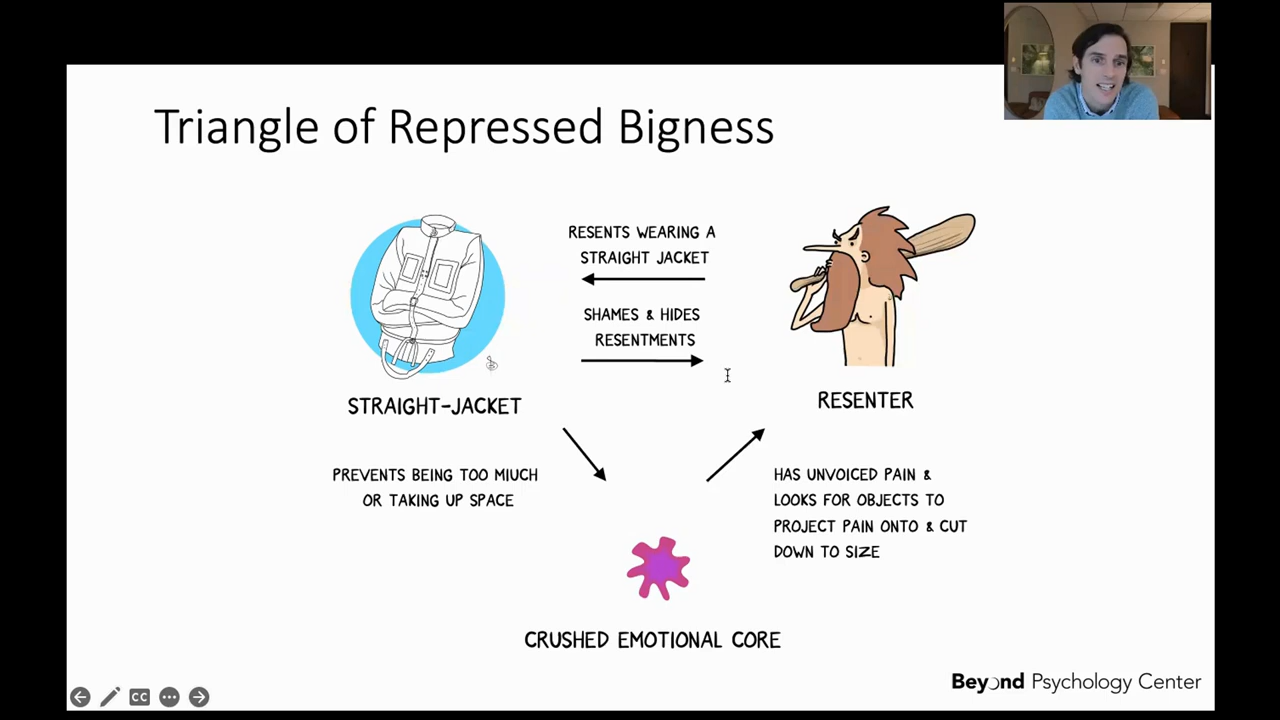 Triangle of Repressed Bigness
RESENTS WEARING A
STRAIGHT JACKET
SHAMES & HIDES
RESENTMENTS
STRAIGHT-JACKET
RESENTER
PREVENTS BEING TOO MIUCH
OR TAKING UP SPACE
HAS UNVOICED PAIN &
LOOKS FOR OBJECTS TO
PROJECT PAIN ONTO & CUT
DOWN TO SIZE
CRUSHED EMOTIONAL CORE
Beyond Psychology Center
CC